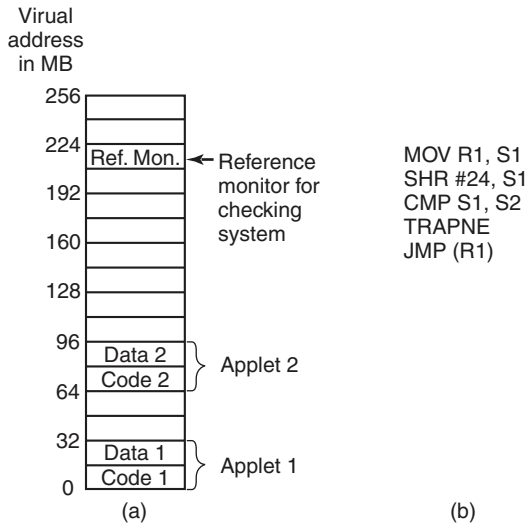 Virual
address
in MB
256
224
Ref. Mon.
Reference
monitor for
checking
system
192
160
128
96
Data 2
Code 2
Applet 2
64
32
Data 1
Code 1
Applet 1
0
(a)
MOV R1, S1
SHR #24, S1
CMP S1, S2
TRAPNE
JMP (R1)
(b)